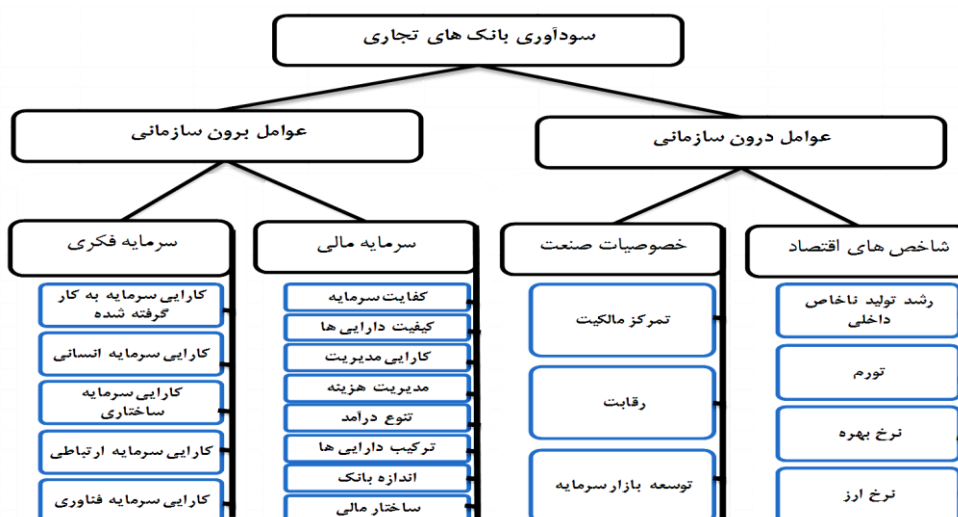 سودآوری بانک های تجاری
عوامل درون سازمانی
عوامل برون سازمانی
شاخص های اقتصاد
خصوصیات صنعت
سرمایه مالی
سرمایه فکری
رشد تولید ناخاص
داخلی
تورم
نرخ بهره
نرخ ارز
تمرکز مالکیت
رقابت
توسعه بازار سرمایه
کفایت سرمایه
کیفیت دارایی ها
کارایی مدیریت
مدیریت هزینه
تنوع درآمد
ترکیب دارایی ها
اندازه بانک
ساختار مالی
کارایی سرمایه به کار
گرفته شده
کارایی سرمایه انسانی
کارایی سرمایه
ساختاری
کارایی سرمایه ارتباطی
کارایی سرمایه فناوری